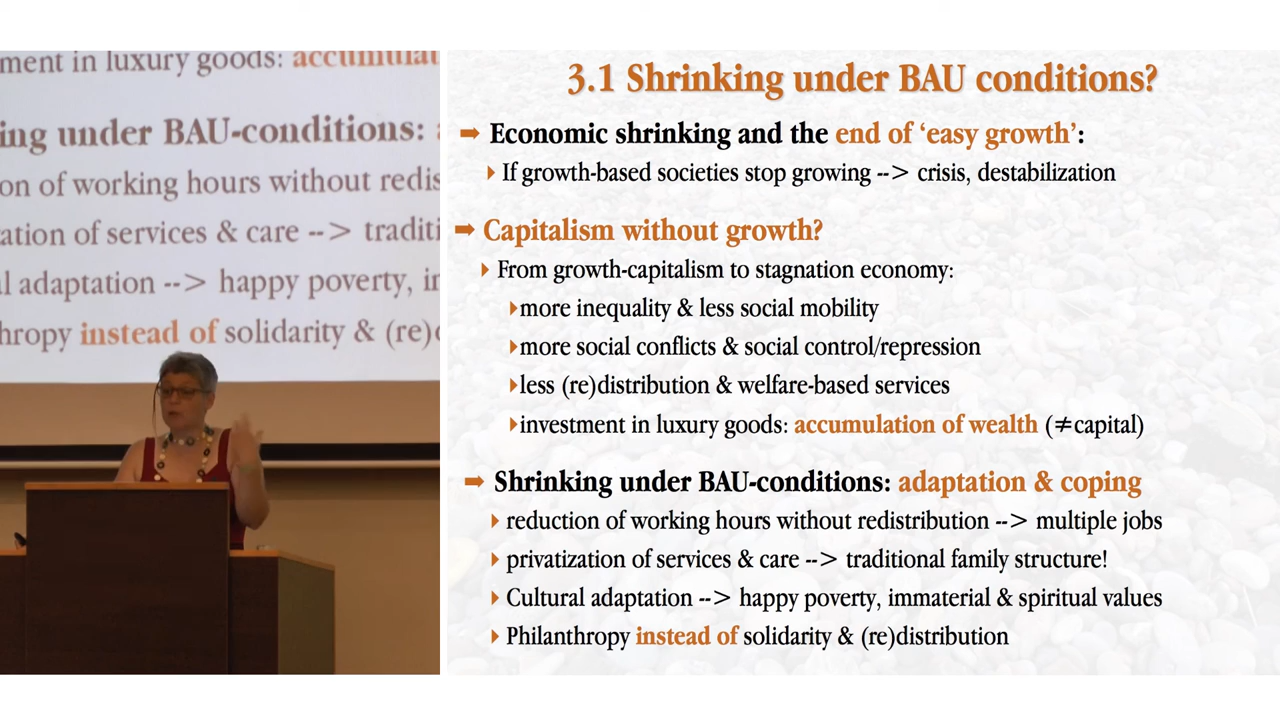 ment in luxury goods:
ing under BAU-conditions:
on of working hours without
ation of services & care -->
l adaptation --> happy poverty,
hropy instead of solidarity &
3.1 Shrinking under BAU conditions?
➡ Economic shrinking and the end of ‘easy growth’:
If growth-based societies stop growing --> crisis, destabilization
➡ Capitalism without growth?
From growth-capitalism to stagnation economy:
more inequality & less social mobility
more social conflicts & social control/repression
less (re)distribution & welfare-based services
investment in luxury goods: accumulation of wealth (≠capital)
➡ Shrinking under BAU-conditions: adaptation & coping
reduction of working hours without redistribution --> multiple jobs
privatization of services & care --> traditional family structure!
Cultural adaptation --> happy poverty, immaterial & spiritual values
Philanthropy instead of solidarity & (re)distribution